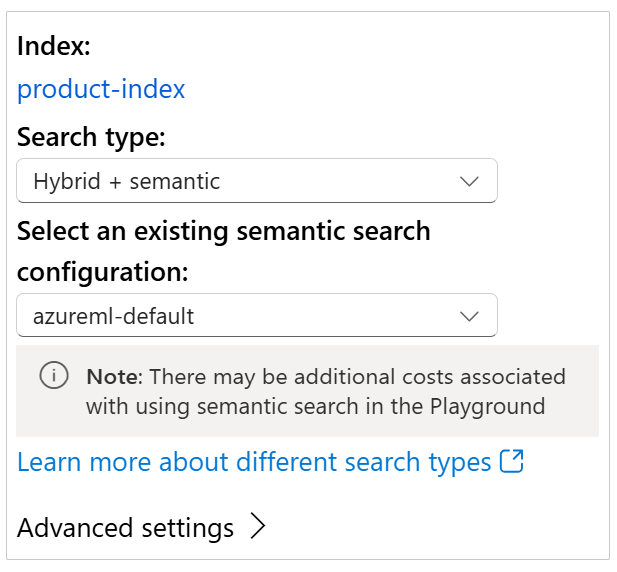 Index:
product-index
Search type:
Hybrid + semantic
Select an existing semantic search
configuration:
azureml-default
Note: There may be additional costs associated
with using semantic search in the Playground
Learn more about different search types
Advanced settings